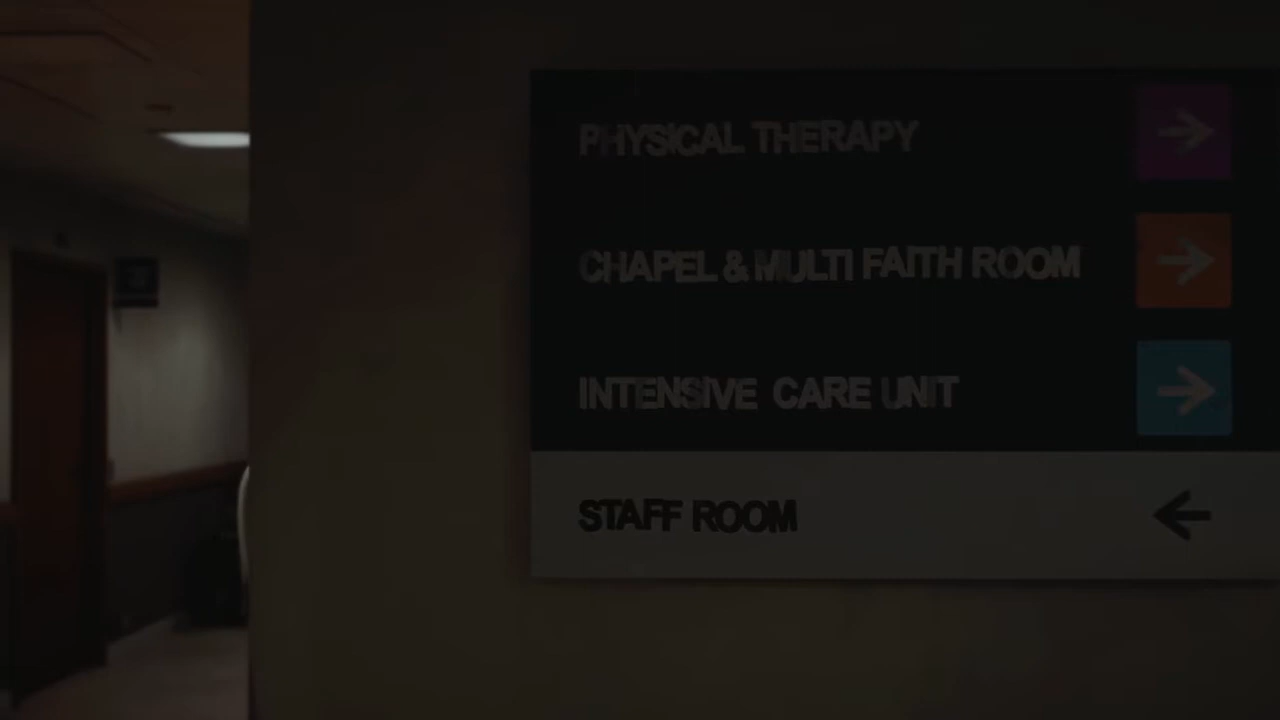 PHYSICAL THERAPY
CHAPEL & MULTI FAITH ROOM
INTENSIVE CARE UNIT
STAFF ROOM